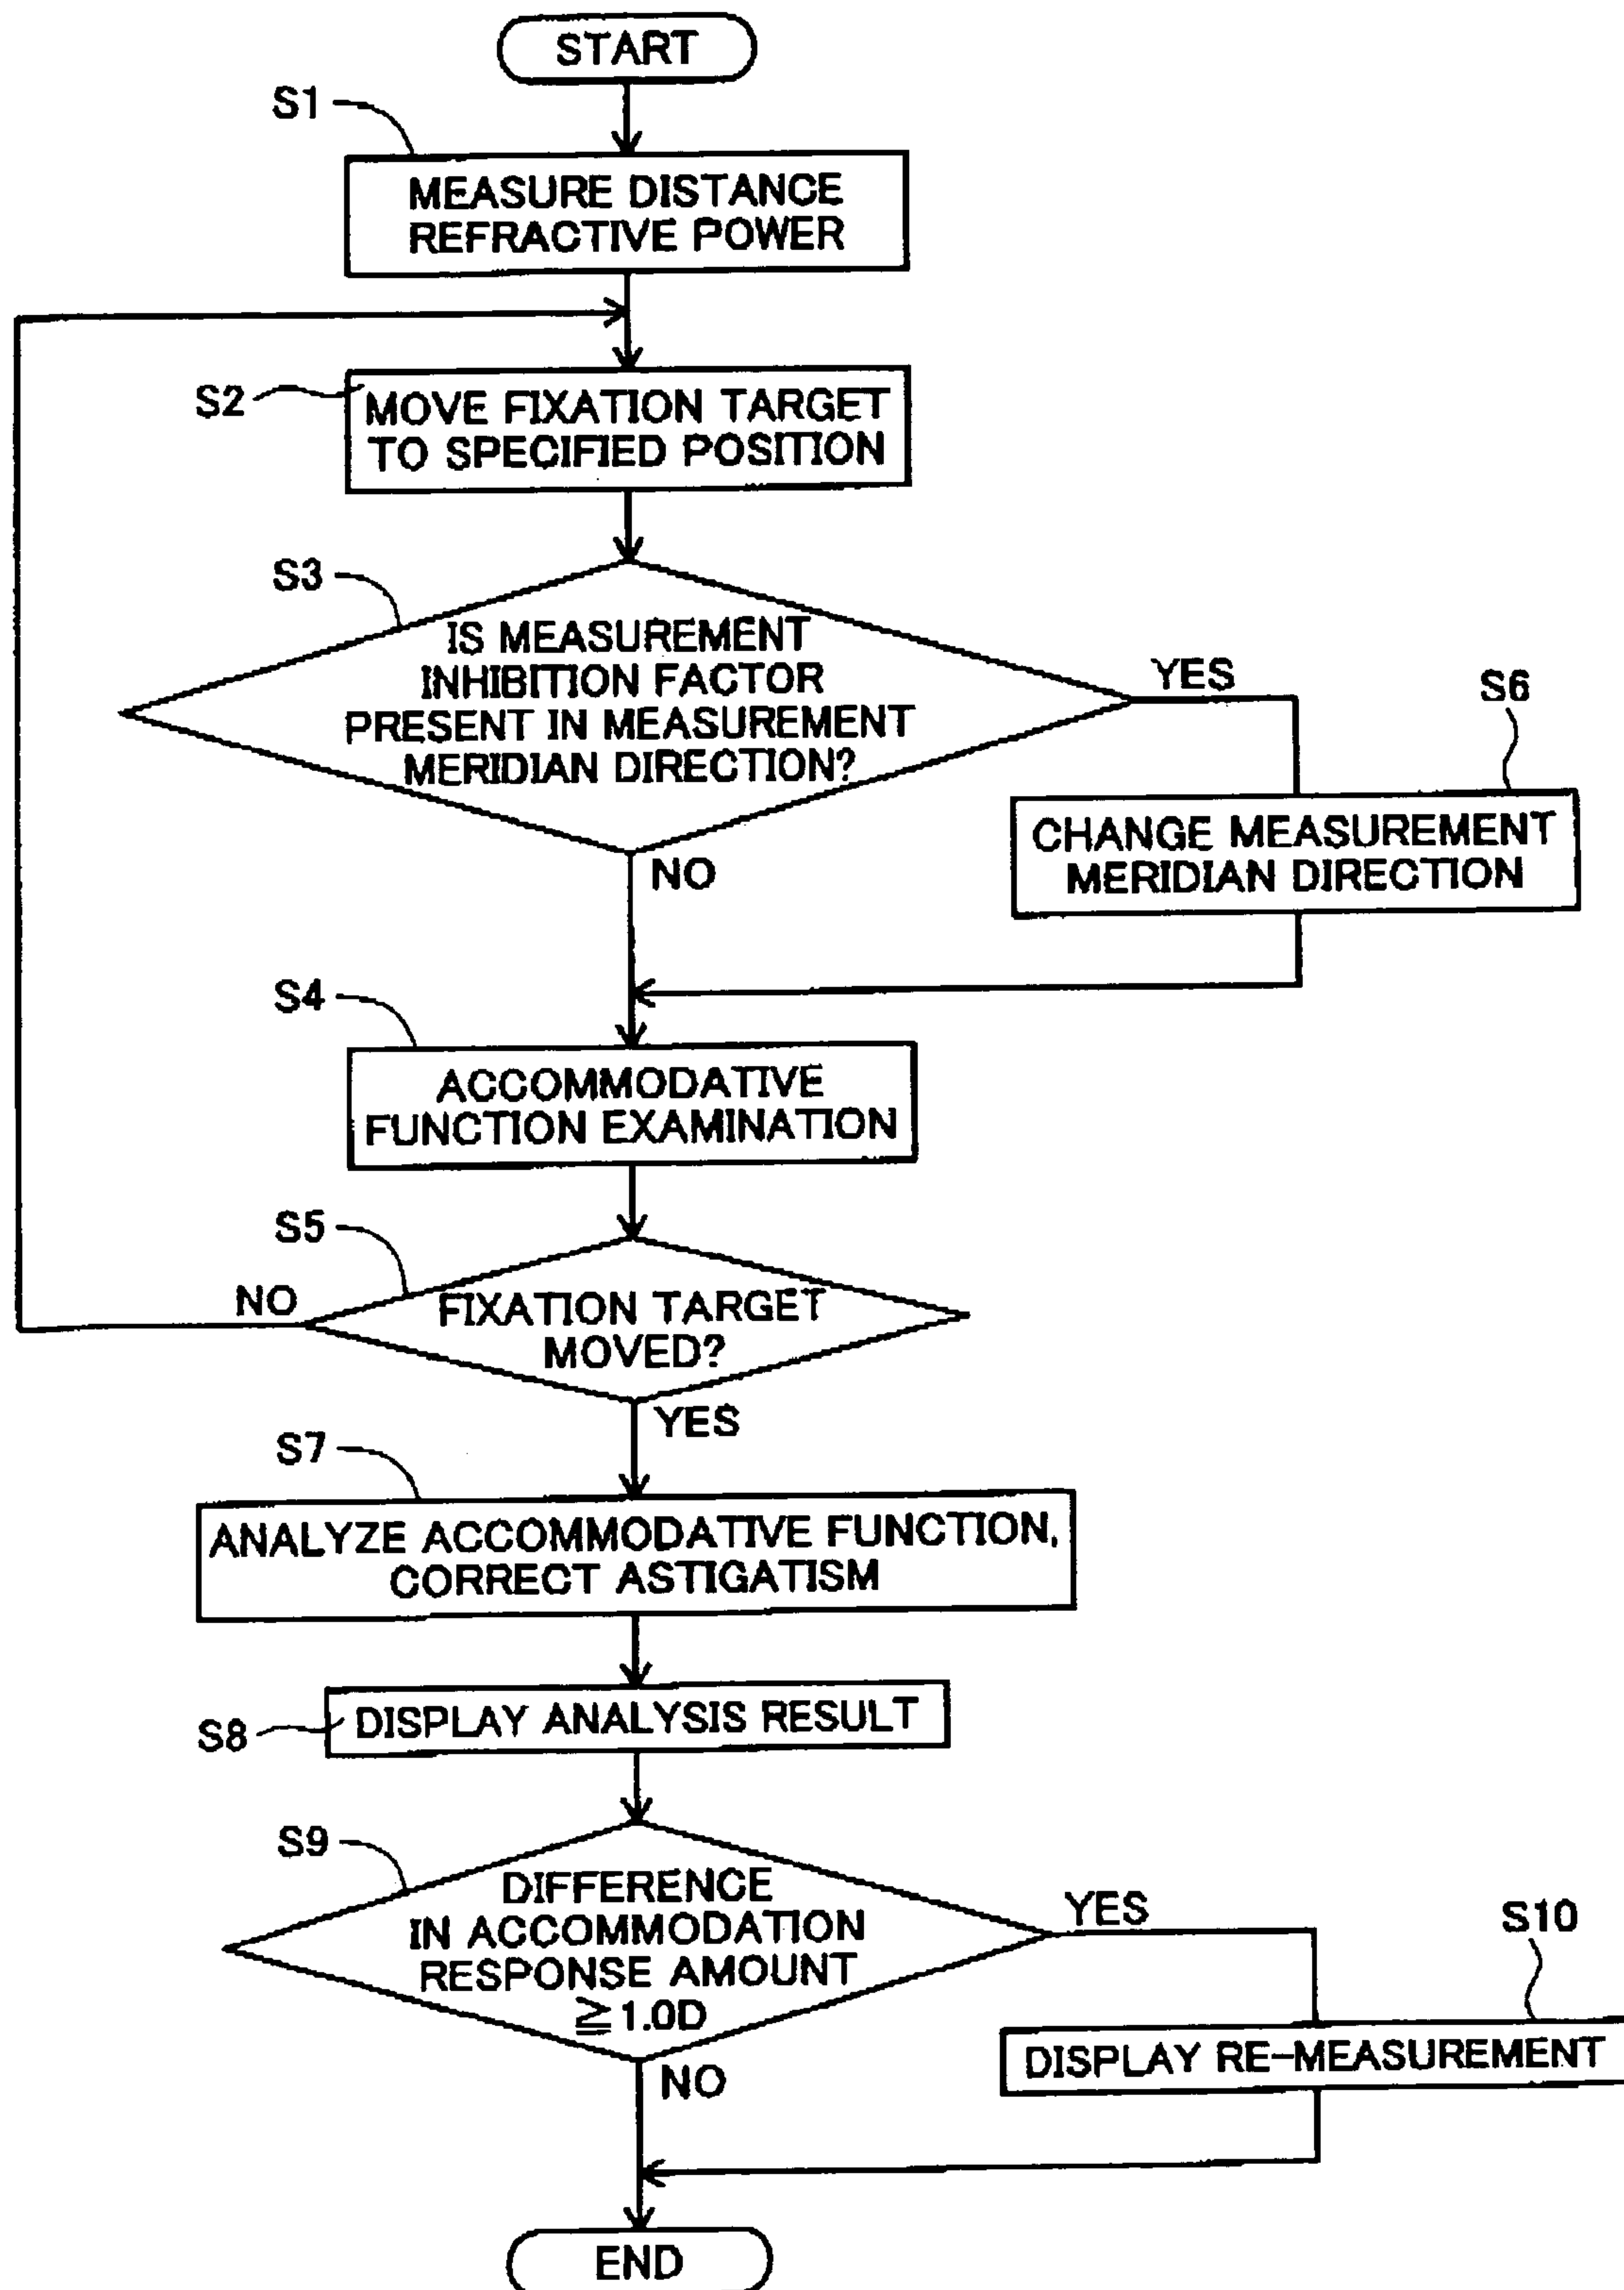 START
S1
MEASURE DISTANCE
REFRACTIVE POWER
S2
MOVE FIXATION TARGET
TO SPECIFIED POSITION
S3
IS MEASUREMENT
INHIBITION FACTOR
PRESENT IN MEASUREMENT
MERIDIAN DIRECTION?
YES
S6
CHANGE MEASUREMENT
MERIDIAN DIRECTION
NO
S4
ACCOMMODATIVE
FUNCTION EXAMINATION
S5
NO
FIXATION TARGET
MOVED?
YES
S7
ANALYZE ACCOMMODATIVE FUNCTION,
CORRECT ASTIGATISM
S8
DISPLAY ANALYSIS RESULT
S9
DIFFERENCE
IN ACCOMMODATION
RESPONSE AMOUNT
≧1.0D
YES
S10
DISPLAY RE-MEASUREMENT
NO
END